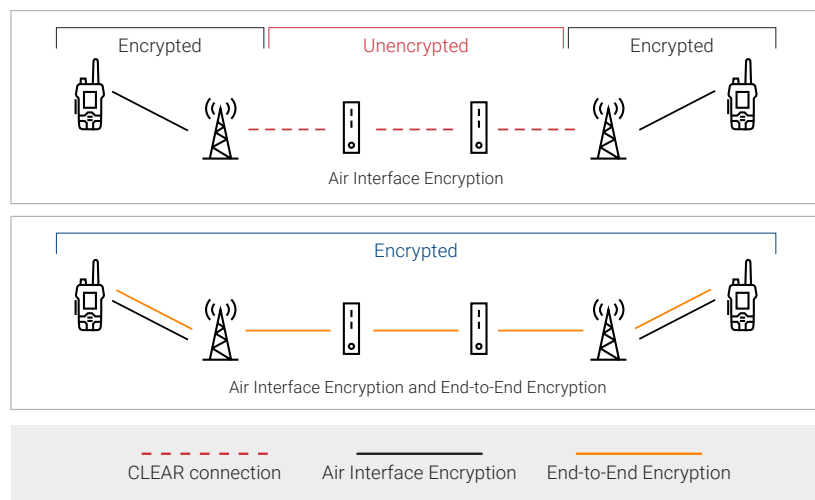 Encrypted
Unencrypted
Encrypted
Air Interface Encryption
Encrypted
Air Interface Encryption and End-to-End Encryption
CLEAR connection
Air Interface Encryption
End-to-End Encryption